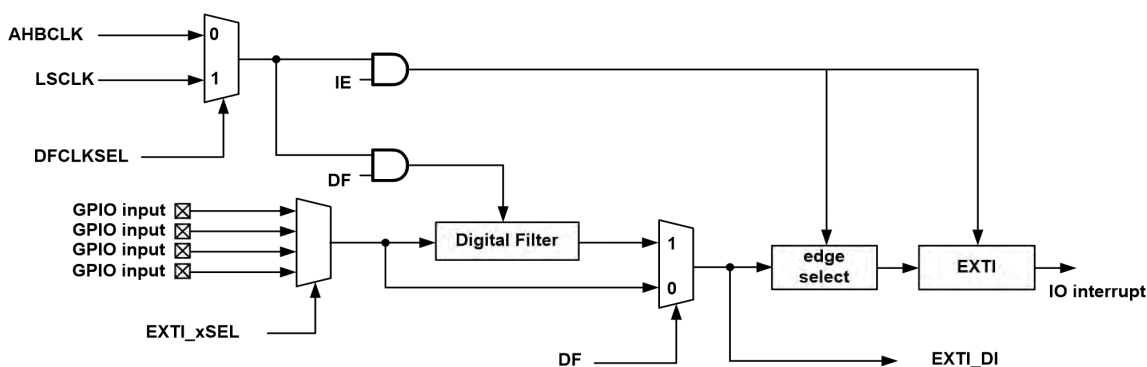 AHBCLK
0
LSCLK
1
IE
DFCLKSEL
DF
GPIO input
GPIO input
GPIO input
GPIO input
Digital Filter
1
0
edge
select
EXTI
IO interrupt
EXTI_xSEL
DF
EXTI_DI